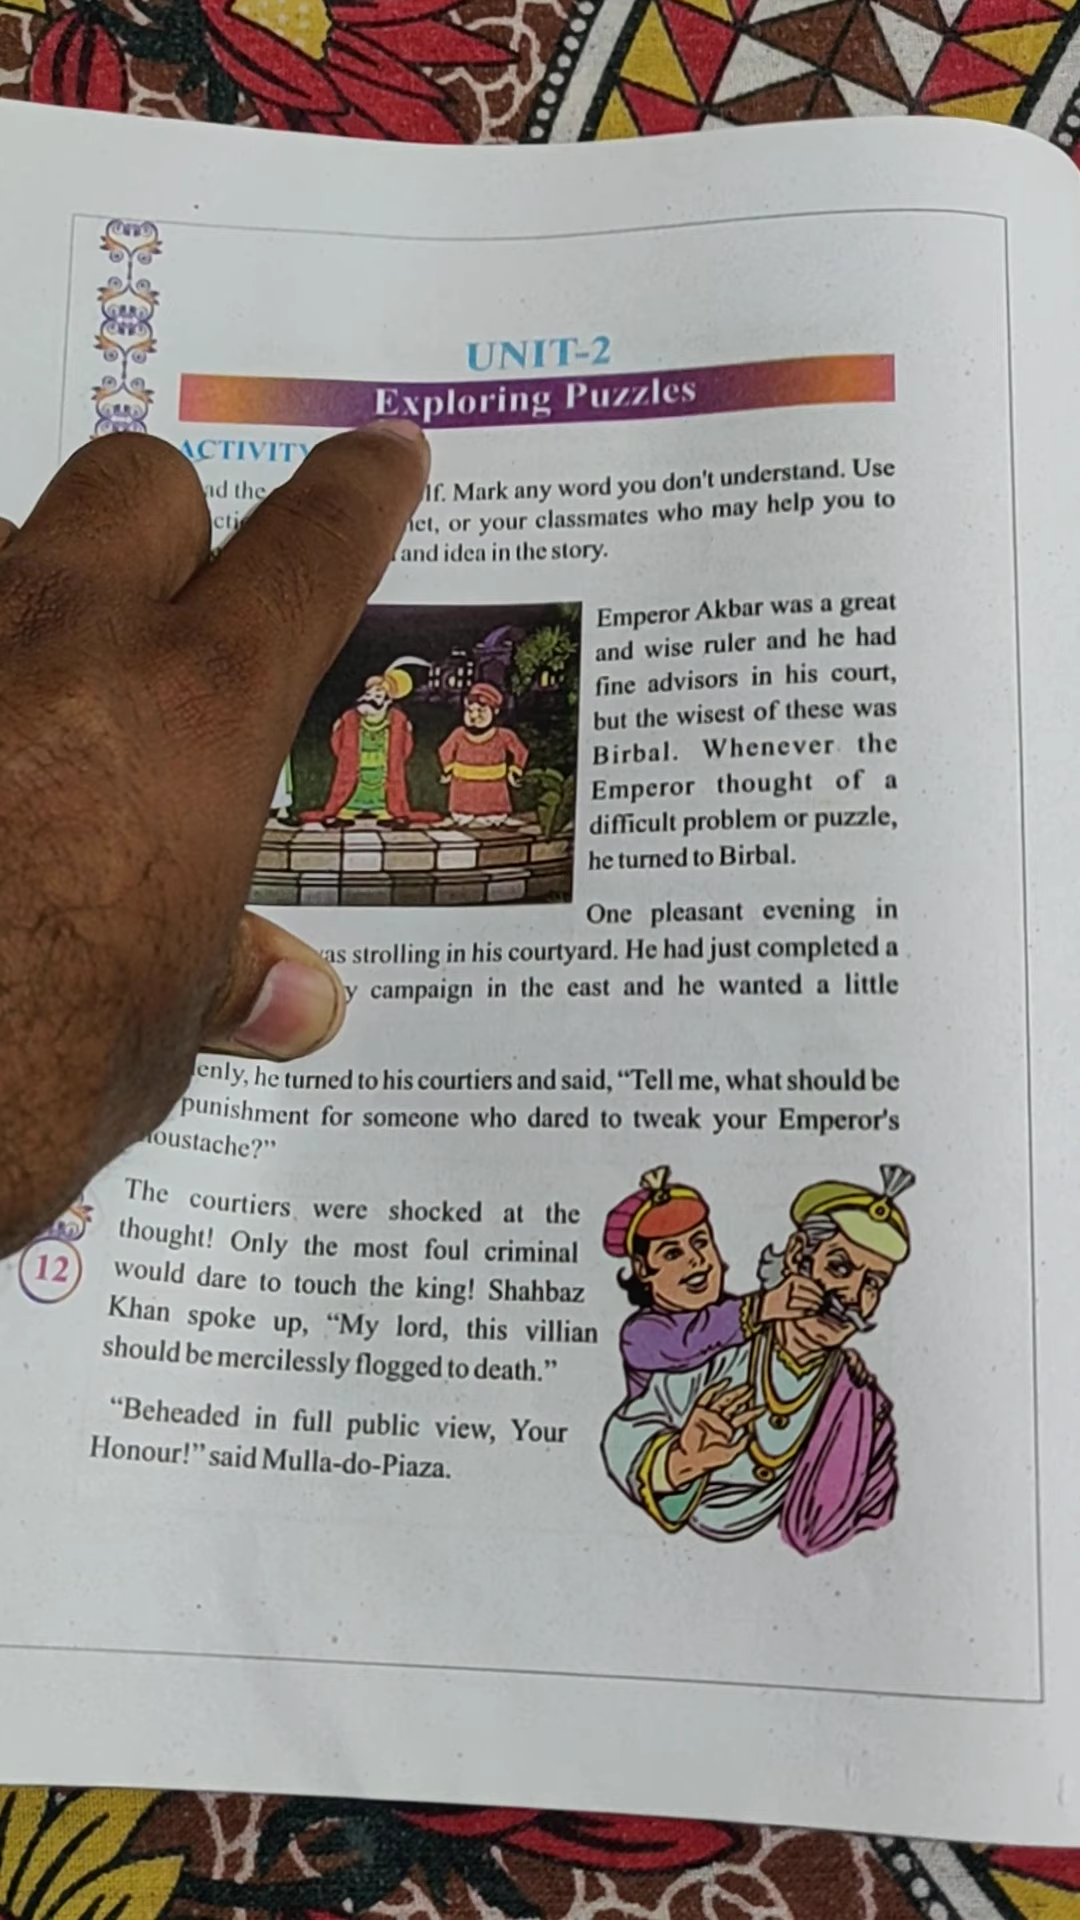 UNIT-2
Exploring Puzzles
ACTIVITY
the lf. Mark any word you don't understand. Use
net, or your classmates who may help you to
and idea in the story.
Emperor Akbar was a great
and wise ruler and he had
fine advisors in his court,
but the wisest of these was
Birbal. Whenever the
Emperor thought of a
difficult problem or puzzle,
he turned to Birbal.
One pleasant evening in
as strolling in his courtyard. He had just completed a
y campaign in the east and he wanted a little
enly, he turned to his courtiers and said, “Tell me, what should be
punishment for someone who dared to tweak your Emperor's
oustache?”
The courtiers were shocked at the
thought! Only the most foul criminal
would dare to touch the king! Shahbaz
Khan spoke up, “My lord, this villian
should be mercilessly flogged to death.”
“Beheaded in full public view, Your
Honour!” said Mulla-do-Piaza.
12